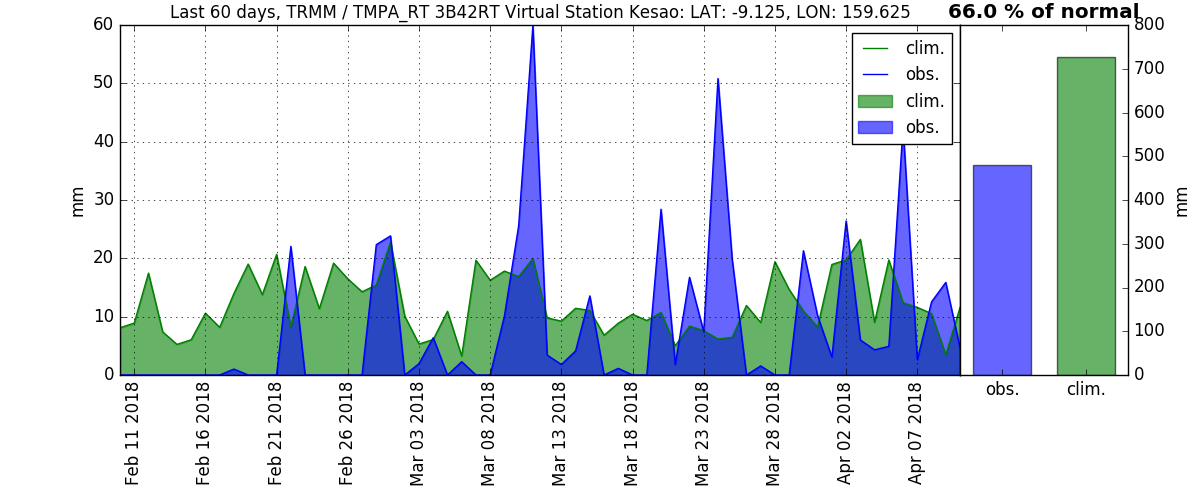 Last 60 days, TRMM / TMPA_RT 3B42RT Virtual Station Kesao: LAT: -9.125, LON: 159.625
66.0 % of normal
60
50
40
30
20
10
0
mm
clim.
obs.
clim.
obs.
800
700
600
500
400
300
200
100
0
mm
obs.
clim.
Feb 11 2018
Feb 16 2018
Feb 21 2018
Feb 26 2018
Mar 03 2018
Mar 08 2018
Mar 13 2018
Mar 18 2018
Mar 23 2018
Mar 28 2018
Apr 02 2018
Apr 07 2018